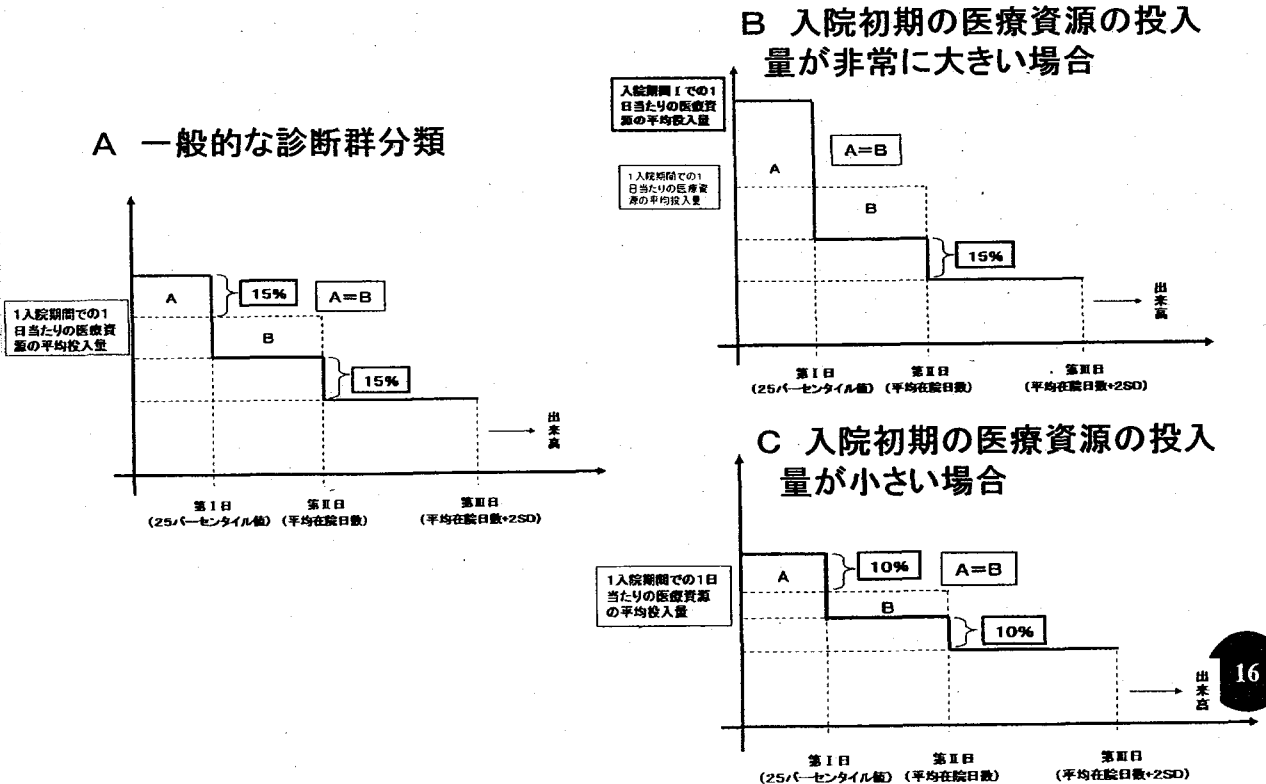 A 一般的な診断群分類
1入院期間での1
日当たりの医療資
源の平均投入量
A
15%
A=B
B
15%
出来高
第Ⅰ日
(25パーセンタイル値)
第Ⅱ日
(平均在院日数)
第Ⅲ日
(平均在院日数+2SD)
B 入院初期の医療資源の投入
量が非常に大きい場合
入院期間Ⅰでの1
日当たりの医療資
源の平均投入量
1入院期間での1
日当たりの医療資
源の平均投入量
A
A=B
B
15%
出来高
第Ⅰ日
(25パーセンタイル値)
第Ⅱ日
(平均在院日数)
第Ⅲ日
(平均在院日数+2SD)
C 入院初期の医療資源の投入
量が小さい場合
1入院期間での1日
当たりの医療資源
の平均投入量
A
10%
A=B
B
10%
出来高
第Ⅰ日
(25パーセンタイル値)
第Ⅱ日
(平均在院日数)
第Ⅲ日
(平均在院日数+2SD)
16